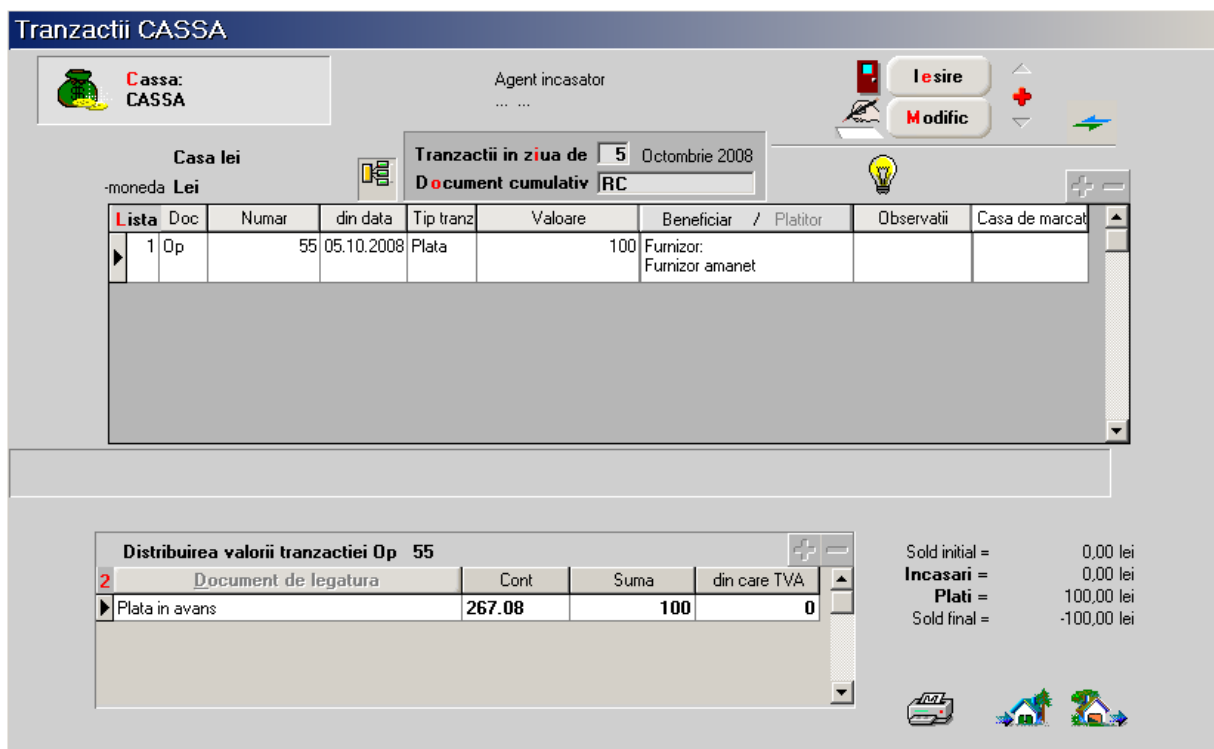 Tranzactii CASSA
Cassa:
CASSA
Agent incasator
... ...
Iesire
Modific
Casa lei
-moneda Lei
Tranzactii in ziua de 5 Octombrie 2008
Document cumulativ RC
Lista Doc Numar din data Tip tranz Valoare Beneficiar / Platitor Observatii Casa de marcat
1 Op 55 05.10.2008 Plata 100 Furnizor:
Furnizor amanet
Distribuirea valorii tranzactiei Op 55
2 Document de legatura Cont Suma din care TVA
Plata in avans 267.08 100 0
Sold initial = 0,00 lei
Incasari = 0,00 lei
Plati = 100,00 lei
Sold final = -100,00 lei